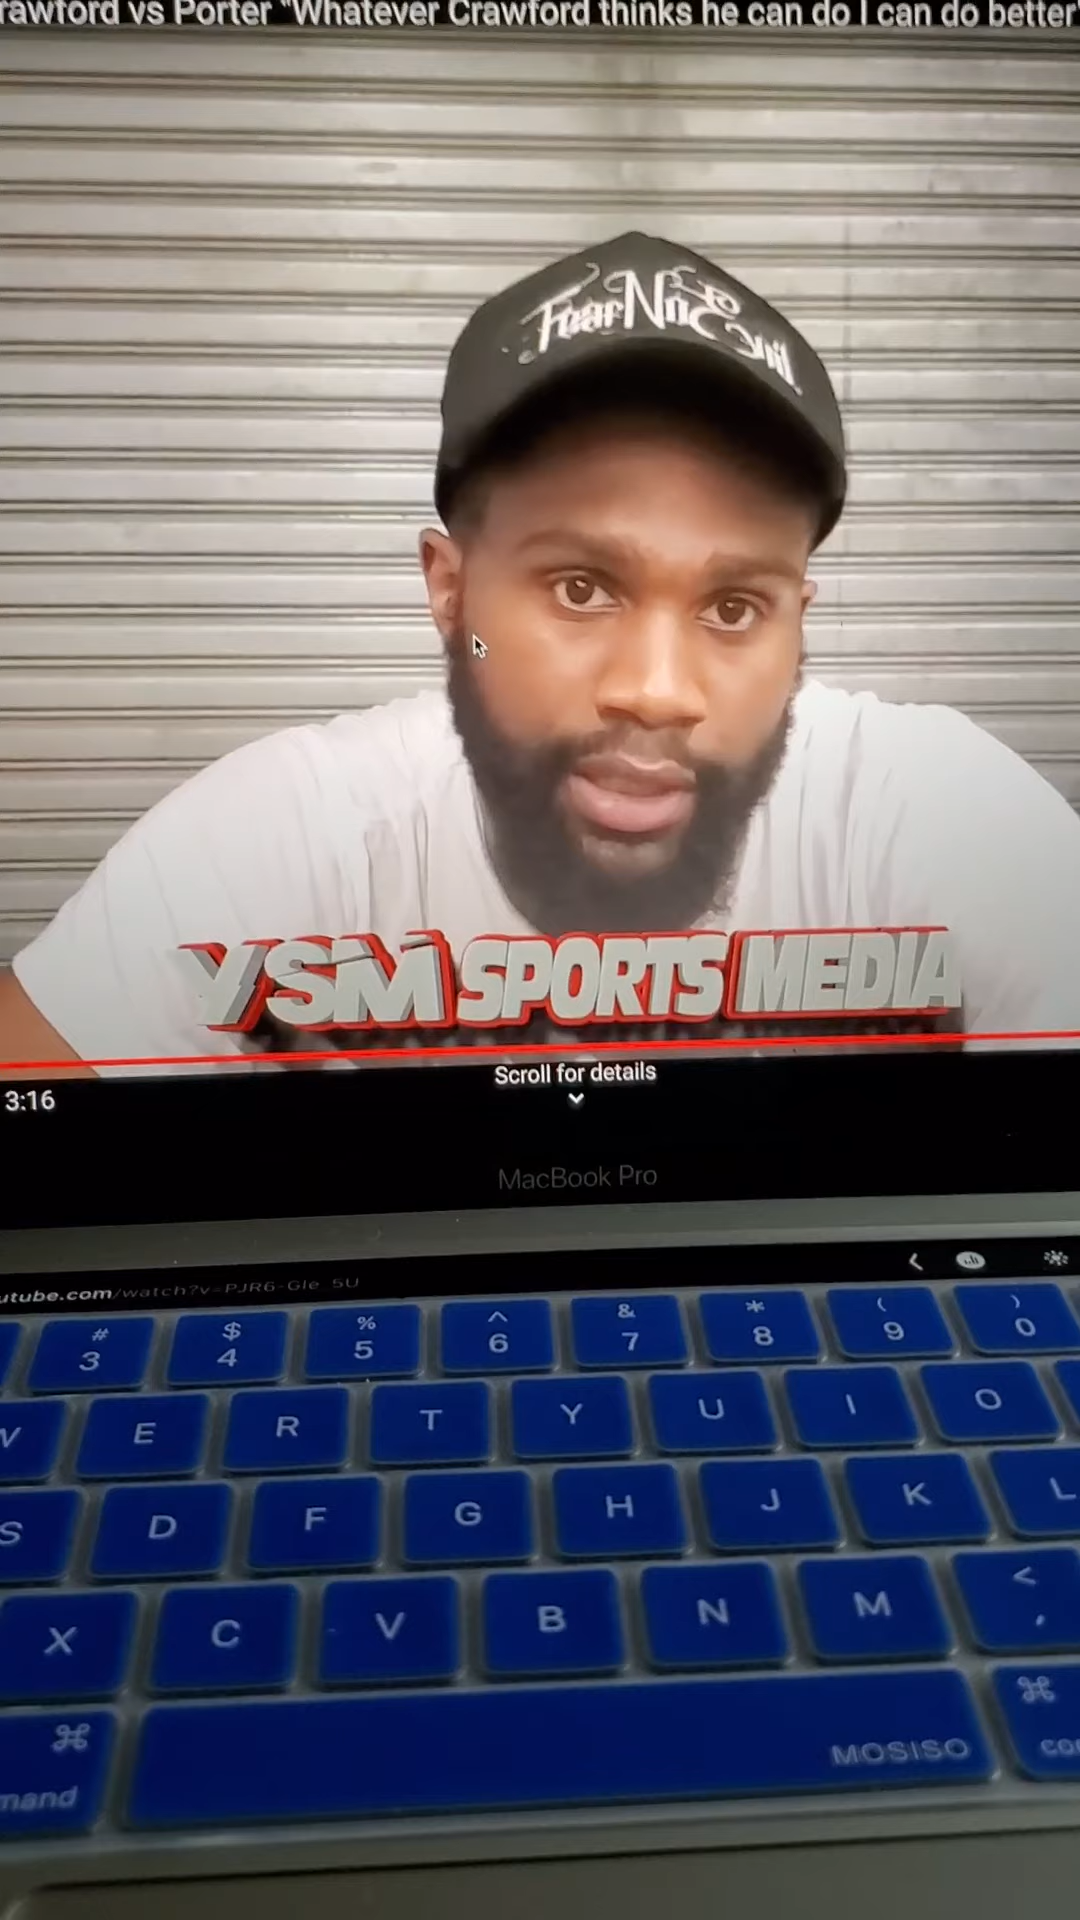 rawford vs Porter "Whatever Crawford thinks he can do I can do better"
FearNoEvil
YSM SPORTS MEDIA
Scroll for details
3:16
MacBook Pro
utube.com/watch?v=PJR6-Gle_5U
# $ % ^ & * ( )
3 4 5 6 7 8 9 0
W E R T Y U I O
S D F G H J K L
X C V B N M < ,
⌘ ⌘
mand MOSISO co